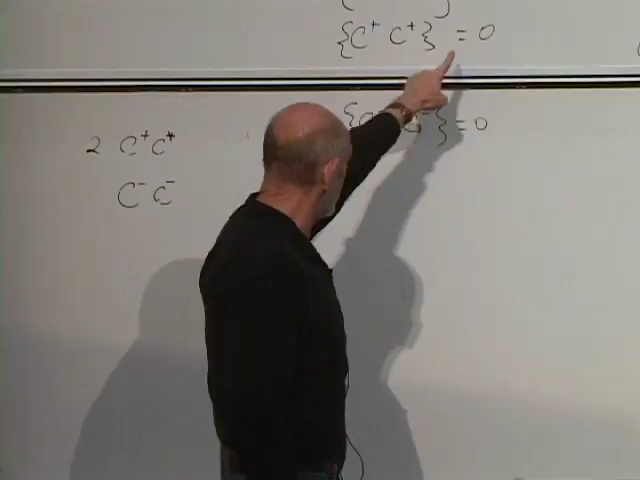 {C⁺ C⁺} = 0
{C⁻ C⁻} = 0
2 C⁺C⁺
C⁻ C⁻